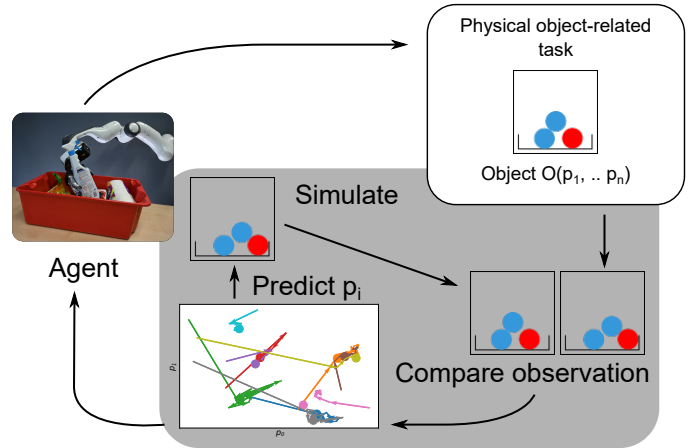 Physical object-related
task
Object O(p1, .. pn)
Simulate
Agent
Predict pi
p1
p0
Compare observation